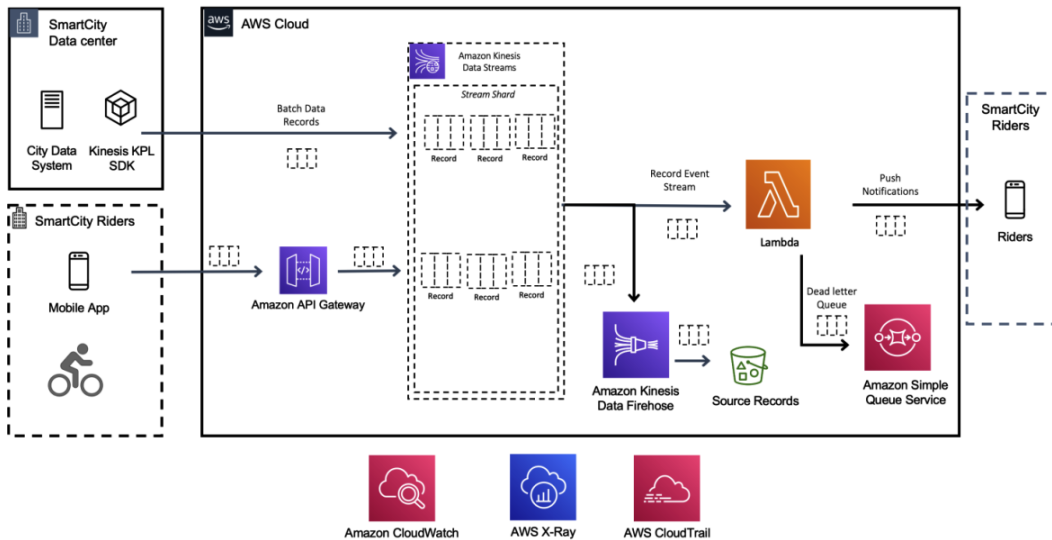 SmartCity
Data center
City Data
System
Kinesis KPL
SDK
SmartCity Riders
Mobile App
aws
AWS Cloud
Batch Data
Records
Amazon API Gateway
Amazon Kinesis
Data Streams
Stream Shard
Record
Record
Record
Record
Record
Record
Record Event
Stream
Lambda
Push
Notifications
Dead letter
Queue
Amazon Kinesis
Data Firehose
Source Records
Amazon Simple
Queue Service
SmartCity
Riders
Riders
Amazon CloudWatch
AWS X-Ray
AWS CloudTrail